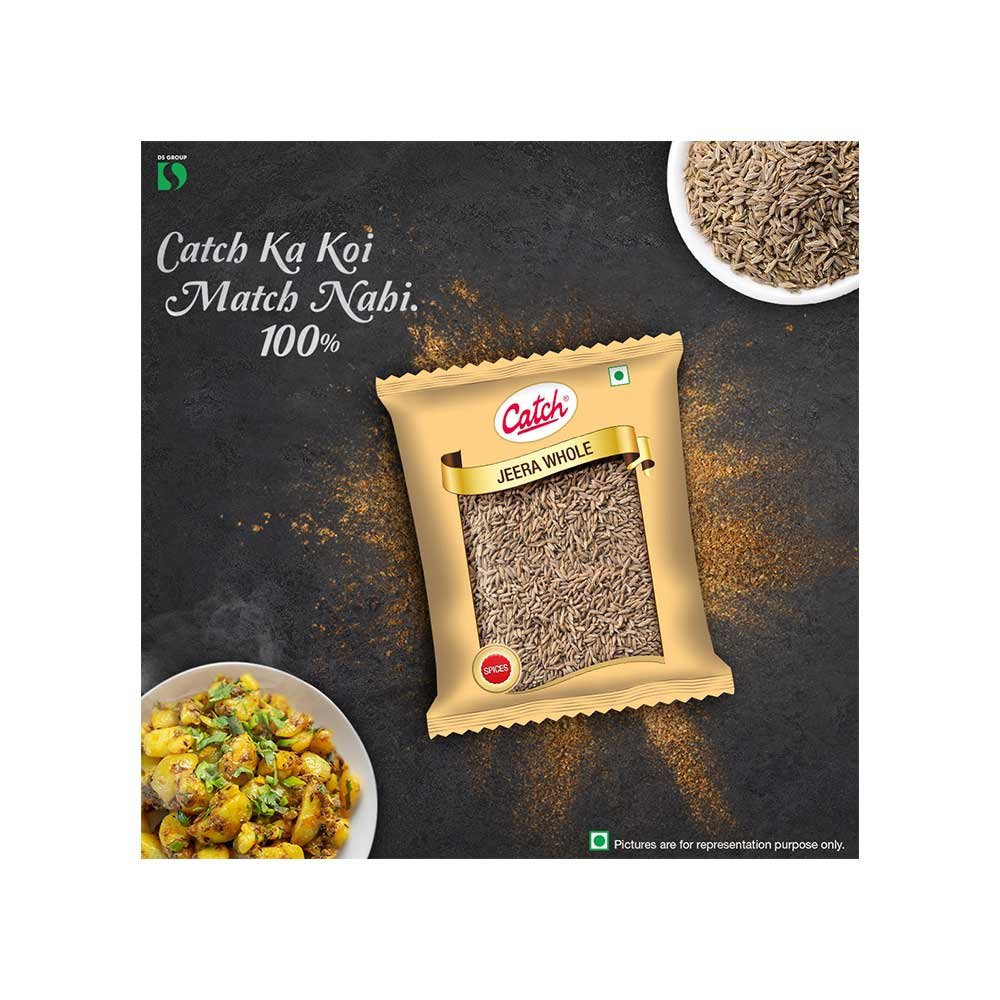 DS GROUP
Catch Ka Koi
Match Nahi.
100%
Catch®
JEERA WHOLE
SPICES
Pictures are for representation purpose only.